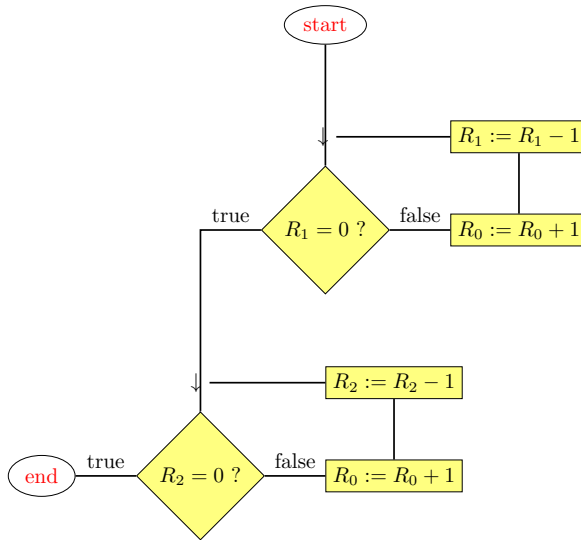 start
↓
R₁ := R₁ − 1
true
false
R₁ = 0 ?
R₀ := R₀ + 1
↓
R₂ := R₂ − 1
true
false
end
R₂ = 0 ?
R₀ := R₀ + 1